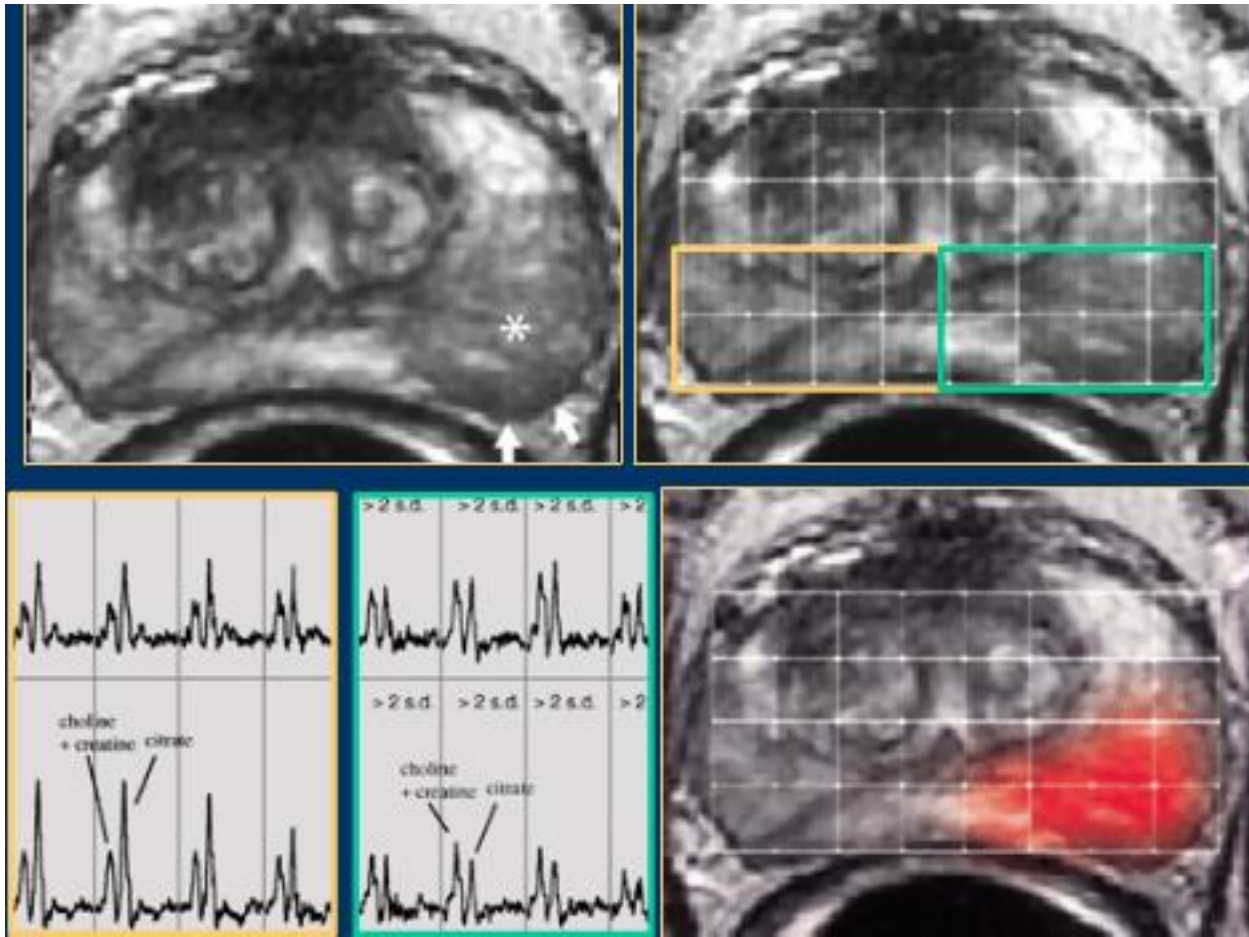 *
> 2 s.d. > 2 s.d. > 2 s.d. > 2
> 2 s.d. > 2 s.d. > 2 s.d. > 2
choline
+ creatine citrate
choline
+ creatine citrate